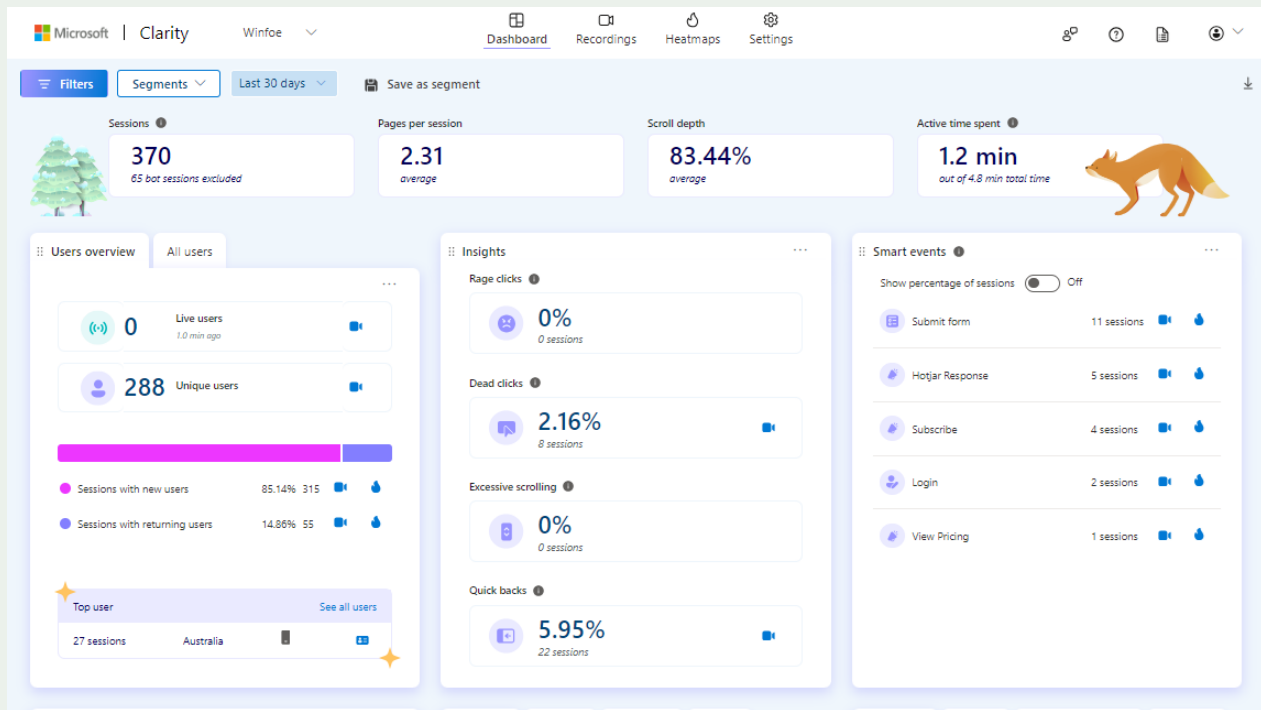 Microsoft | Clarity
Winfoe
Dashboard
Recordings
Heatmaps
Settings
Filters
Segments
Last 30 days
Save as segment
Sessions
370
65 bot sessions excluded
Pages per session
2.31
average
Scroll depth
83.44%
average
Active time spent
1.2 min
out of 4.8 min total time
Users overview
All users
0
Live users
1.0 min ago
288
Unique users
Sessions with new users 85.14% 315
Sessions with returning users 14.86% 55
Top user
See all users
27 sessions
Australia
Insights
Rage clicks
0%
0 sessions
Dead clicks
2.16%
8 sessions
Excessive scrolling
0%
0 sessions
Quick backs
5.95%
22 sessions
Smart events
Show percentage of sessions
Off
Submit form 11 sessions
Hotjar Response 5 sessions
Subscribe 4 sessions
Login 2 sessions
View Pricing 1 sessions